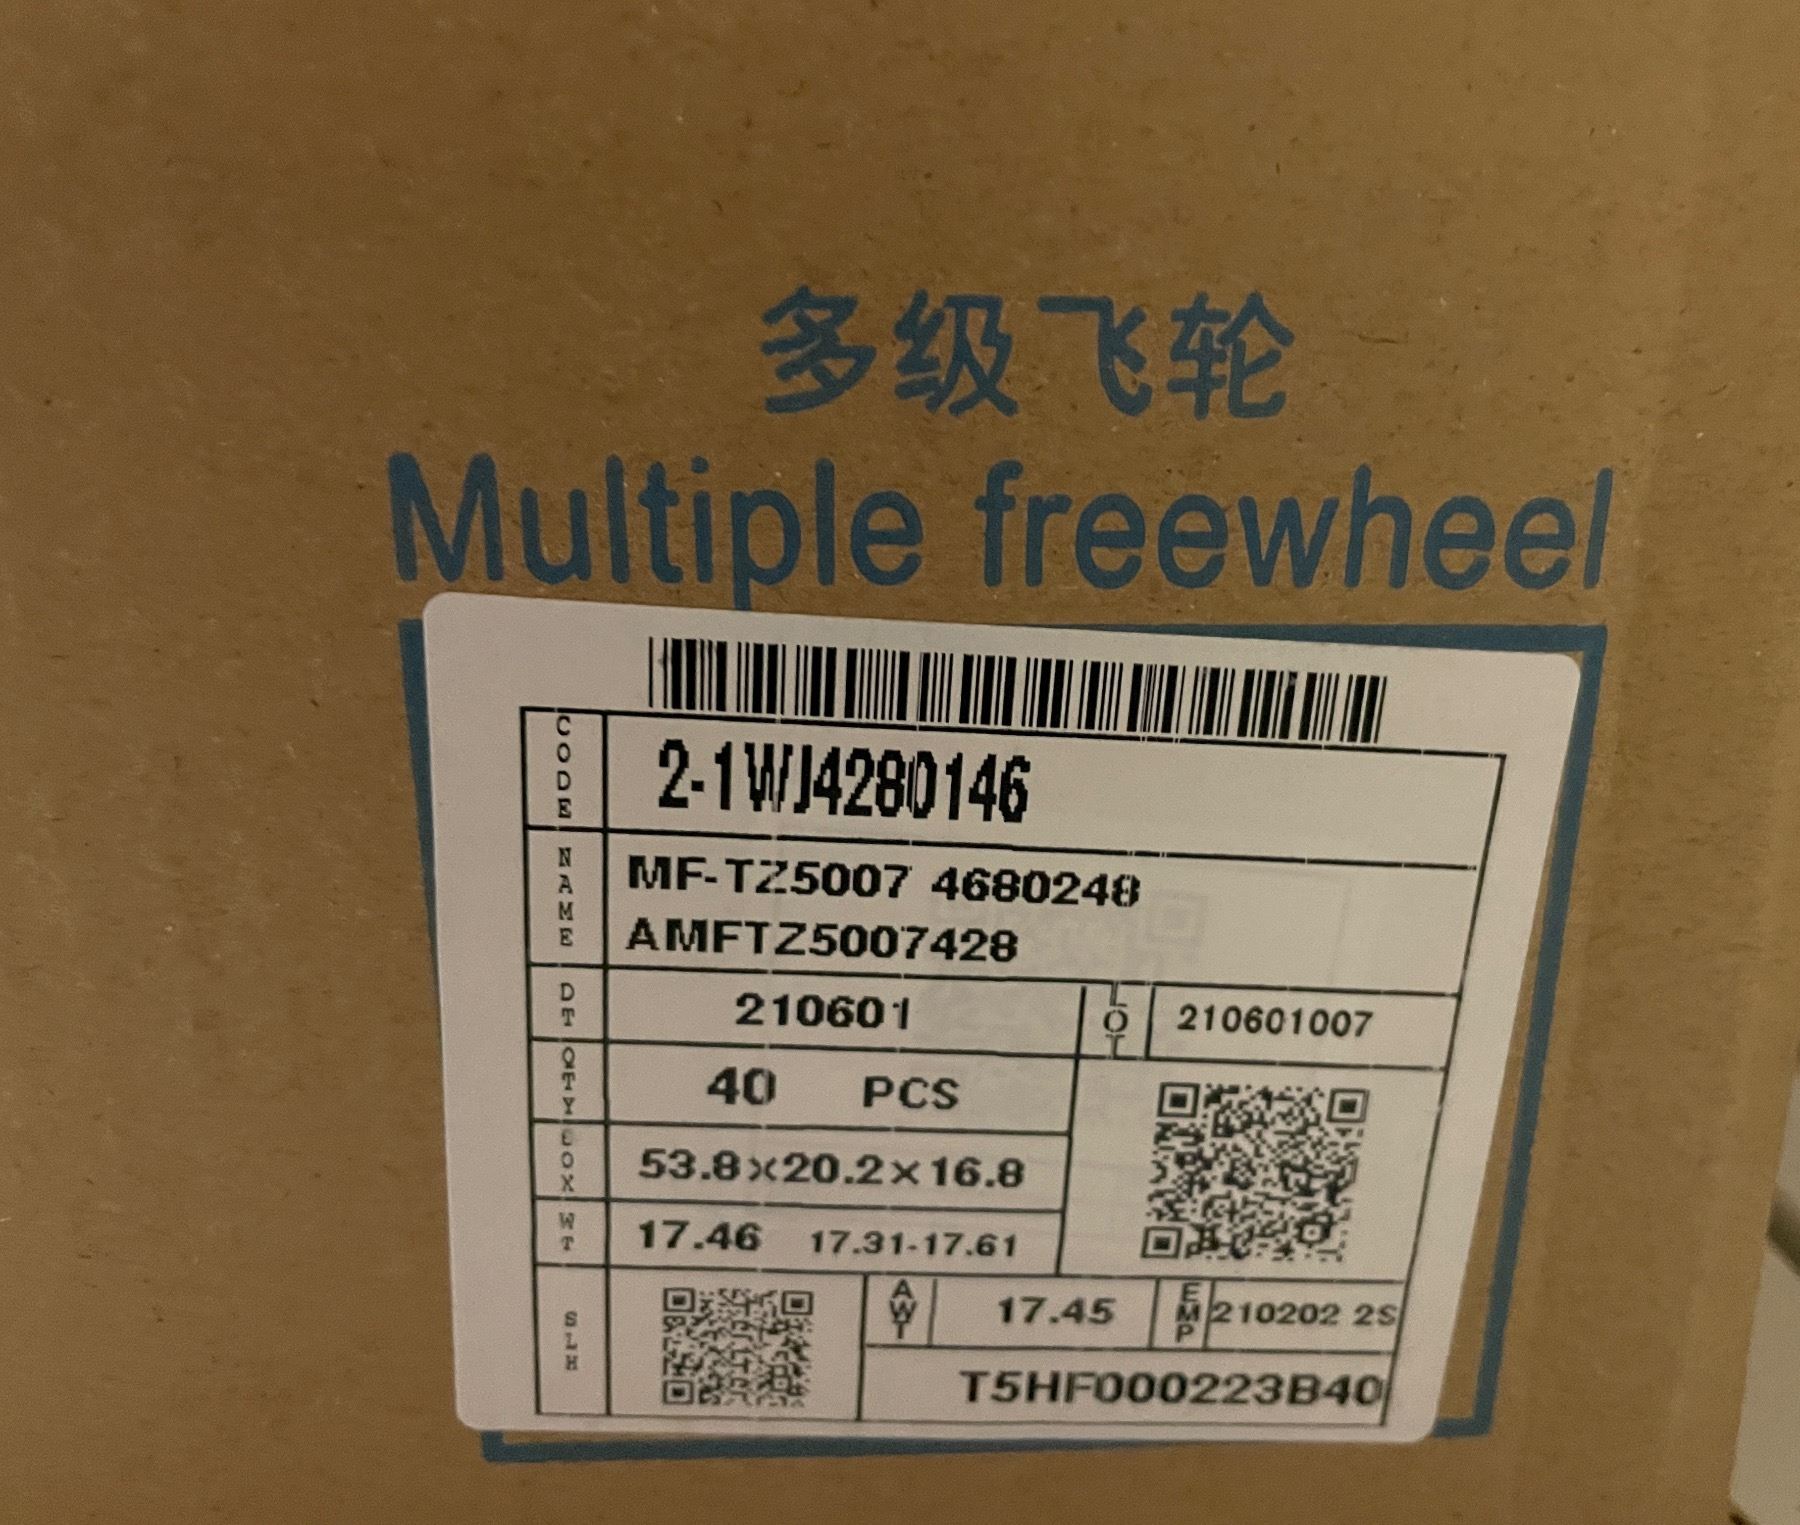 多级飞轮
Multiple freewheel
CODE 2-1WJ4280146
NAME MF-TZ5007 4680248
AMFTZ5007428
DT 210601 LOT 210601007
QTY 40 PCS
BOX 53.8×20.2×16.8
WT 17.46 17.31-17.61
SLH AWT 17.45 EMP 210202 2S
T5HF000223B40